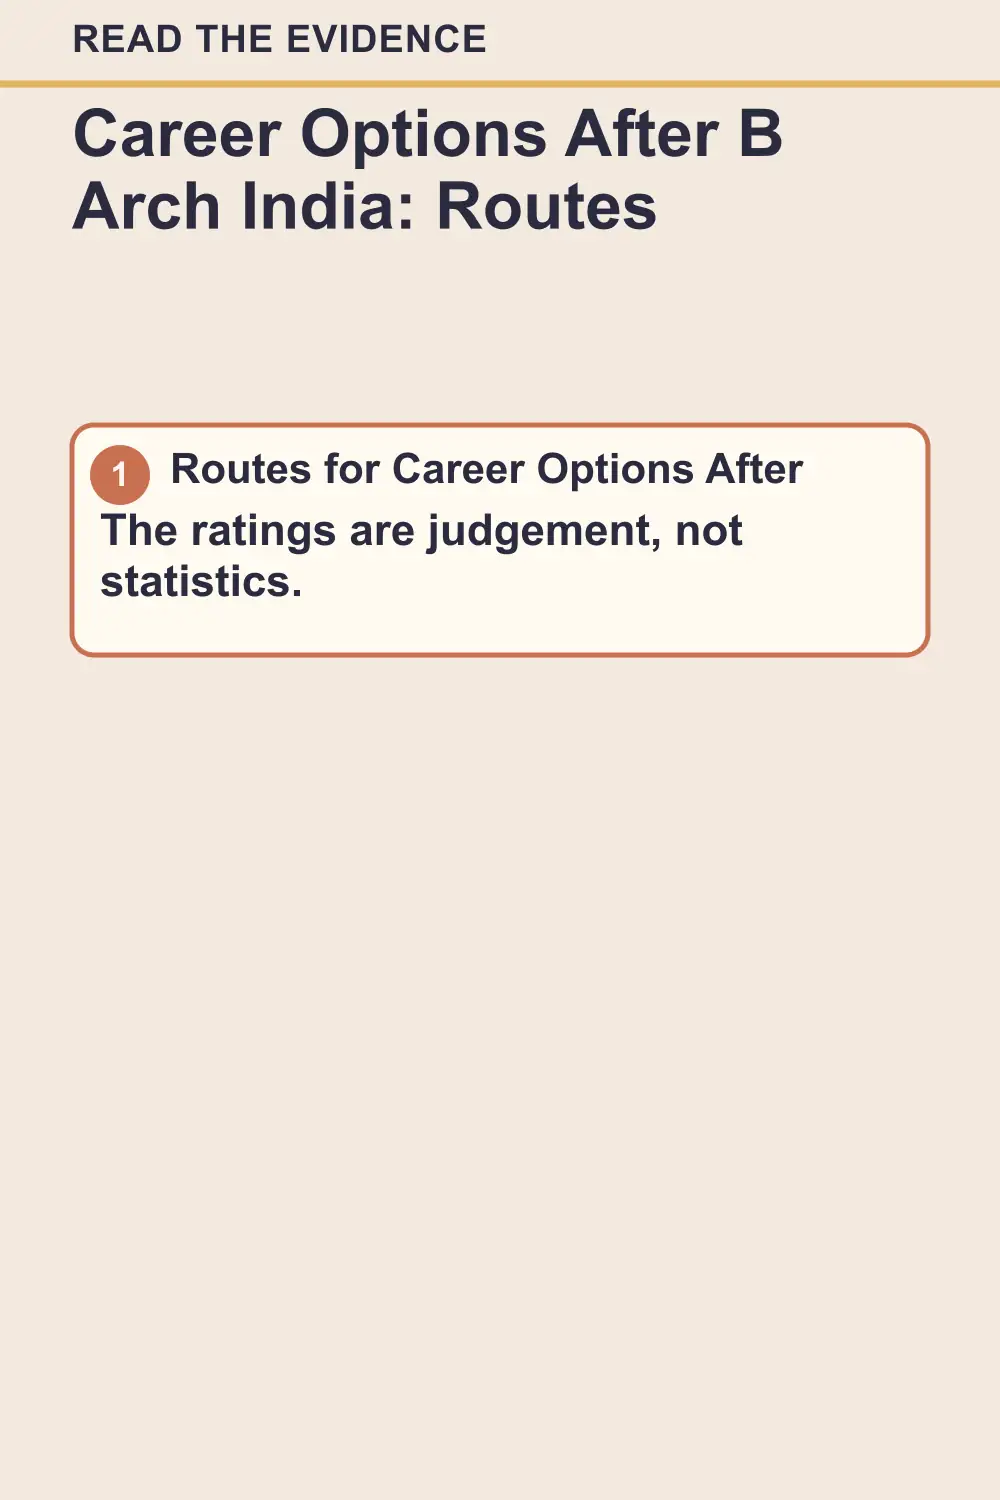 READ THE EVIDENCE
Career Options After B
Arch India: Routes
1 Routes for Career Options After
The ratings are judgement, not
statistics.